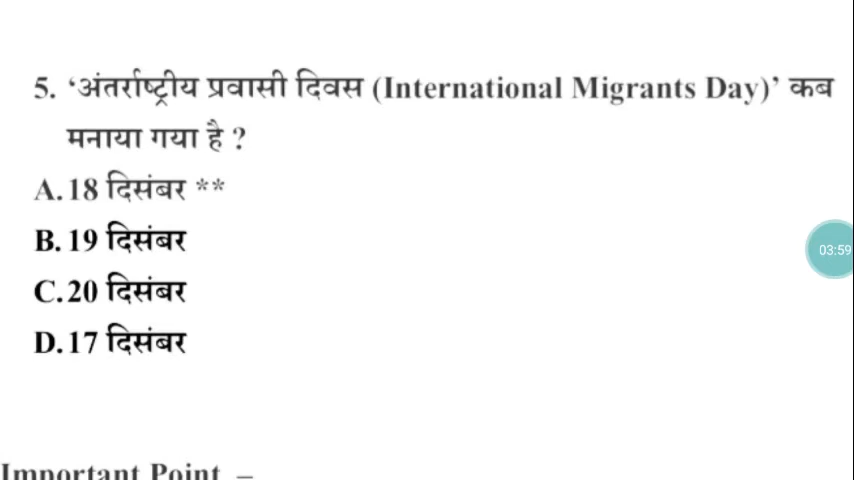 5. ‘अंतर्राष्ट्रीय प्रवासी दिवस (International Migrants Day)’ कब
मनाया गया है ?
A. 18 दिसंबर **
B. 19 दिसंबर
03:59
C. 20 दिसंबर
D. 17 दिसंबर
Important Point –